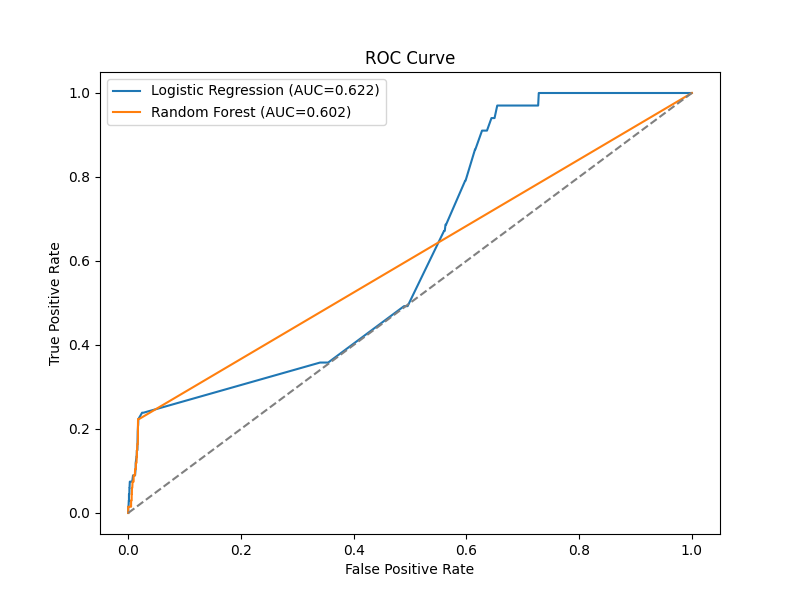 ROC Curve
Logistic Regression (AUC=0.622)
Random Forest (AUC=0.602)
True Positive Rate
1.0
0.8
0.6
0.4
0.2
0.0
0.0 0.2 0.4 0.6 0.8 1.0
False Positive Rate